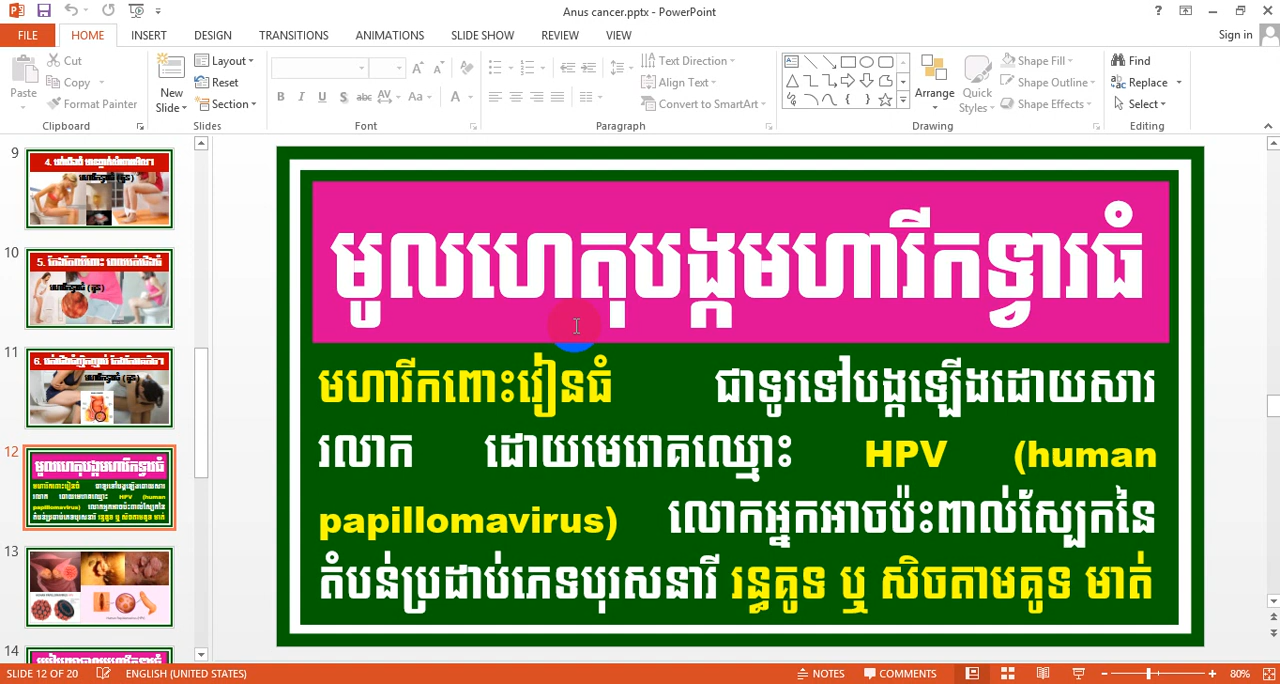 Anus cancer.pptx - PowerPoint
Sign in
FILE HOME INSERT DESIGN TRANSITIONS ANIMATIONS SLIDE SHOW REVIEW VIEW
Paste
Cut
Copy
Format Painter
Clipboard
New Slide
Layout
Reset
Section
Slides
Font
Text Direction
Align Text
Convert to SmartArt
Paragraph
Arrange
Quick Styles
Shape Fill
Shape Outline
Shape Effects
Drawing
Find
Replace
Select
Editing
9
10
11
12
13
14
មូលហេតុបង្កមហារីកទ្វារធំ
មហារីកពោះវៀនធំ ជាទូរទៅបង្កឡើងដោយសារ
រលាក ដោយមេរោគឈ្មោះ HPV (human
papillomavirus) លោកអ្នកអាចប៉ះពាល់ស្បែកនៃ
តំបន់ប្រដាប់ភេទបុរសនារី រន្ធគូទ ឬ សិចតាមគូទ មាត់
SLIDE 12 OF 20 ENGLISH (UNITED STATES) NOTES COMMENTS 80%